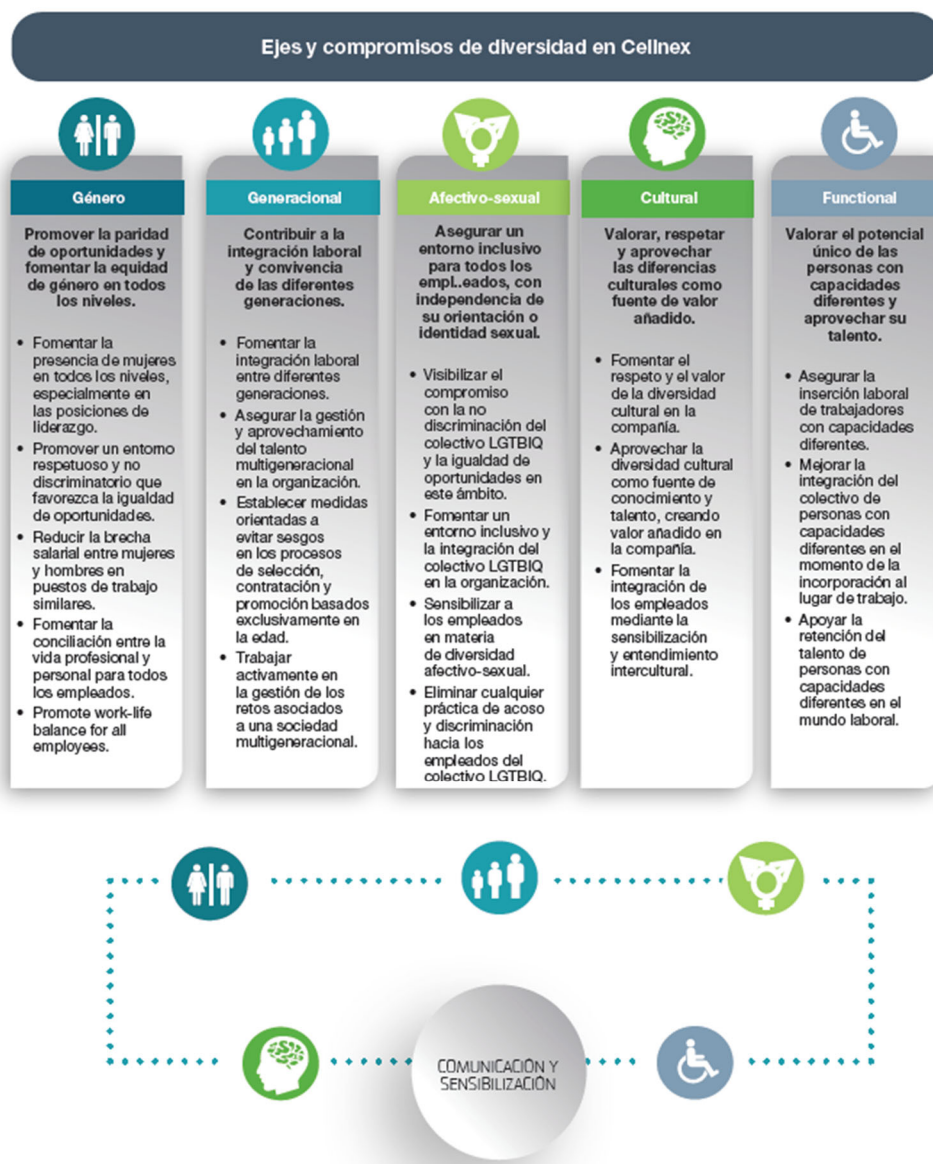 Ejes y compromisos de diversidad en Cellnex
Género
Promover la paridad
de oportunidades y
fomentar la equidad
de género en todos
los niveles.
• Fomentar la
presencia de mujeres
en todos los niveles,
especialmente en
las posiciones de
liderazgo.
• Promover un entorno
respetuoso y no
discriminatorio que
favorezca la igualdad
de oportunidades.
• Reducir la brecha
salarial entre mujeres
y hombres en
puestos de trabajo
similares.
• Fomentar la
conciliación entre la
vida profesional y
personal para todos
los empleados.
• Promote work-life
balance for all
employees.
Generacional
Contribuir a la
integración laboral
y convivencia
de las diferentes
generaciones.
• Fomentar la
integración laboral
entre diferentes
generaciones.
• Asegurar la gestión
y aprovechamiento
del talento
multigeneracional
en la organización.
• Establecer medidas
orientadas a
evitar sesgos
en los procesos
de selección,
contratación y
promoción basados
exclusivamente en
la edad.
• Trabajar
activamente en
la gestión de los
retos asociados
a una sociedad
multigeneracional.
Afectivo-sexual
Asegurar un
entorno inclusivo
para todos los
empl..eados, con
independencia de
su orientación o
identidad sexual.
• Visibilizar el
compromiso
con la no
discriminación del
colectivo LGTBIQ
y la igualdad de
oportunidades en
este ámbito.
• Fomentar un
entorno inclusivo y
la integración del
colectivo LGTBIQ
en la organización.
• Sensibilizar a
los empleados
en materia
de diversidad
afectivo-sexual.
• Eliminar cualquier
práctica de acoso
y discriminación
hacia los
empleados del
colectivo LGTBIQ.
Cultural
Valorar, respetar
y aprovechar
las diferencias
culturales como
fuente de valor
añadido.
• Fomentar el
respeto y el valor
de la diversidad
cultural en la
compañía.
• Aprovechar la
diversidad cultural
como fuente de
conocimiento y
talento, creando
valor añadido en
la compañía.
• Fomentar la
integración de
los empleados
mediante la
sensibilización
y entendimiento
intercultural.
Functional
Valorar el potencial
único de las
personas con
capacidades
diferentes y
aprovechar su
talento.
• Asegurar la
inserción laboral
de trabajadores
con capacidades
diferentes.
• Mejorar la
integración del
colectivo de
personas con
capacidades
diferentes en el
momento de la
incorporación al
lugar de trabajo.
• Apoyar la
retención del
talento de
personas con
capacidades
diferentes en el
mundo laboral.
COMUNICACIÓN Y
SENSIBILIZACIÓN